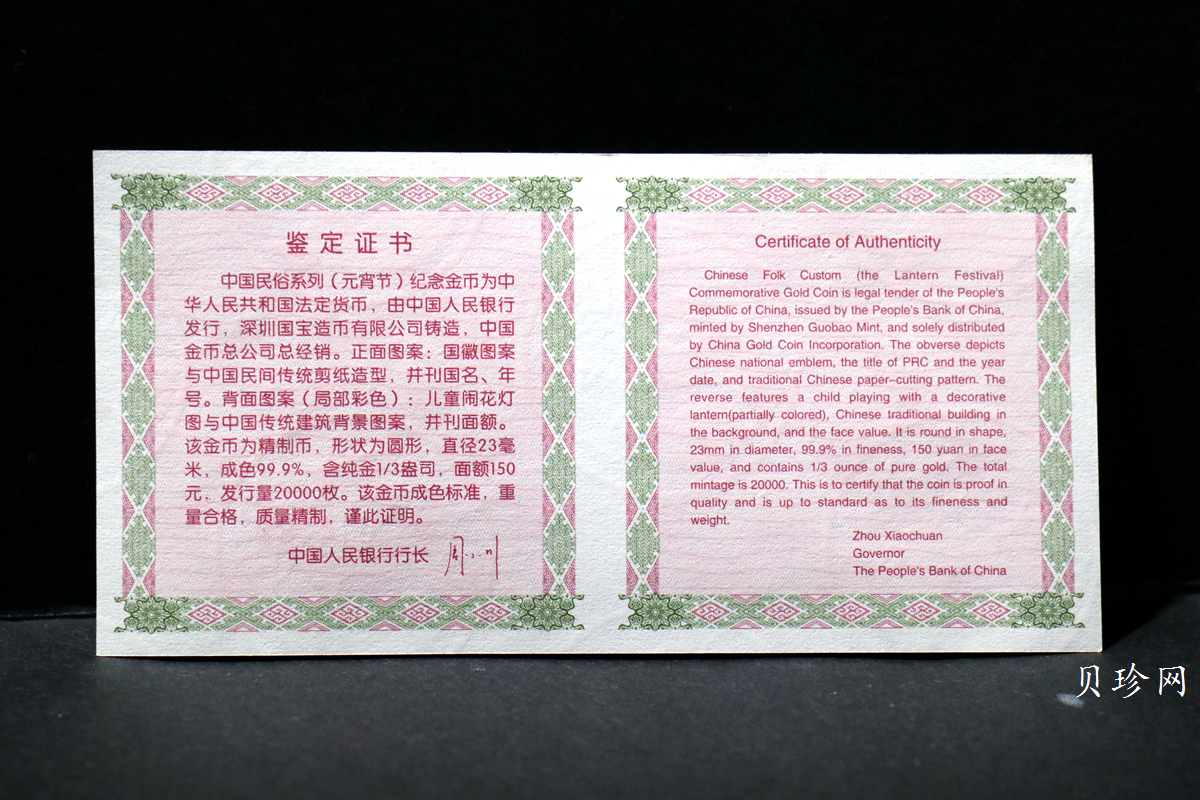 鉴定证书
中国民俗系列（元宵节）纪念金币为中
华人民共和国法定货币，由中国人民银行
发行，深圳国宝造币有限公司铸造，中国
金币总公司总经销。正面图案：国徽图案
与中国民间传统剪纸造型，并刊国名、年
号。背面图案（局部彩色）：儿童闹花灯
图与中国传统建筑背景图案，并刊面额。
该金币为精制币，形状为圆形，直径23毫
米，成色99.9%，含纯金1/3盎司，面额150
元，发行量20000枚。该金币成色标准，重
量合格，质量精制，谨此证明。
中国人民银行行长 周小川
Certificate of Authenticity
Chinese Folk Custom (the Lantern Festival)
Commemorative Gold Coin is legal tender of the People's
Republic of China, issued by the People's Bank of China,
minted by Shenzhen Guobao Mint, and solely distributed
by China Gold Coin Incorporation. The obverse depicts
Chinese national emblem, the title of PRC and the year
date, and traditional Chinese paper-cutting pattern. The
reverse features a child playing with a decorative
lantern(partially colored), Chinese traditional building in
the background, and the face value. It is round in shape,
23mm in diameter, 99.9% in fineness, 150 yuan in face
value, and contains 1/3 ounce of pure gold. The total
mintage is 20000. This is to certify that the coin is proof in
quality and is up to standard as to its fineness and
weight.
Zhou Xiaochuan
Governor
The People's Bank of China
贝珍网